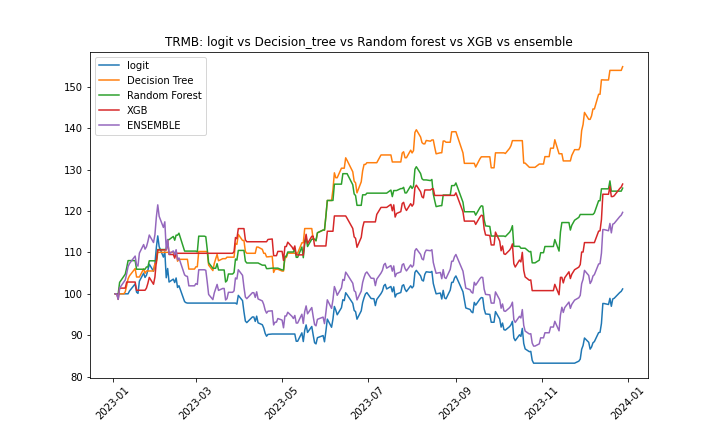 TRMB: logit vs Decision_tree vs Random forest vs XGB vs ensemble
logit
Decision Tree
Random Forest
XGB
ENSEMBLE
150
140
130
120
110
100
90
80
2023-01
2023-03
2023-05
2023-07
2023-09
2023-11
2024-01